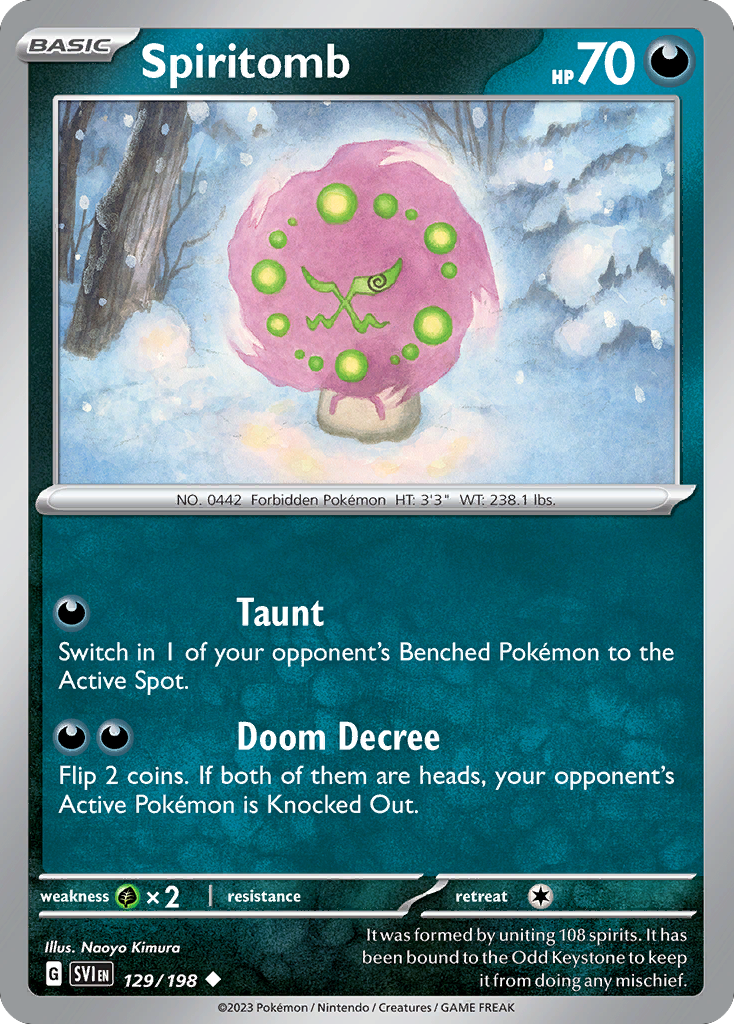 BASIC
Spiritomb
HP 70
NO. 0442 Forbidden Pokémon HT: 3'3" WT: 238.1 lbs.
Taunt
Switch in 1 of your opponent's Benched Pokémon to the
Active Spot.
Doom Decree
Flip 2 coins. If both of them are heads, your opponent's
Active Pokémon is Knocked Out.
weakness ×2 resistance retreat
Illus. Naoyo Kimura
It was formed by uniting 108 spirits. It has
been bound to the Odd Keystone to keep
it from doing any mischief.
G SVI EN 129/198
©2023 Pokémon / Nintendo / Creatures / GAME FREAK